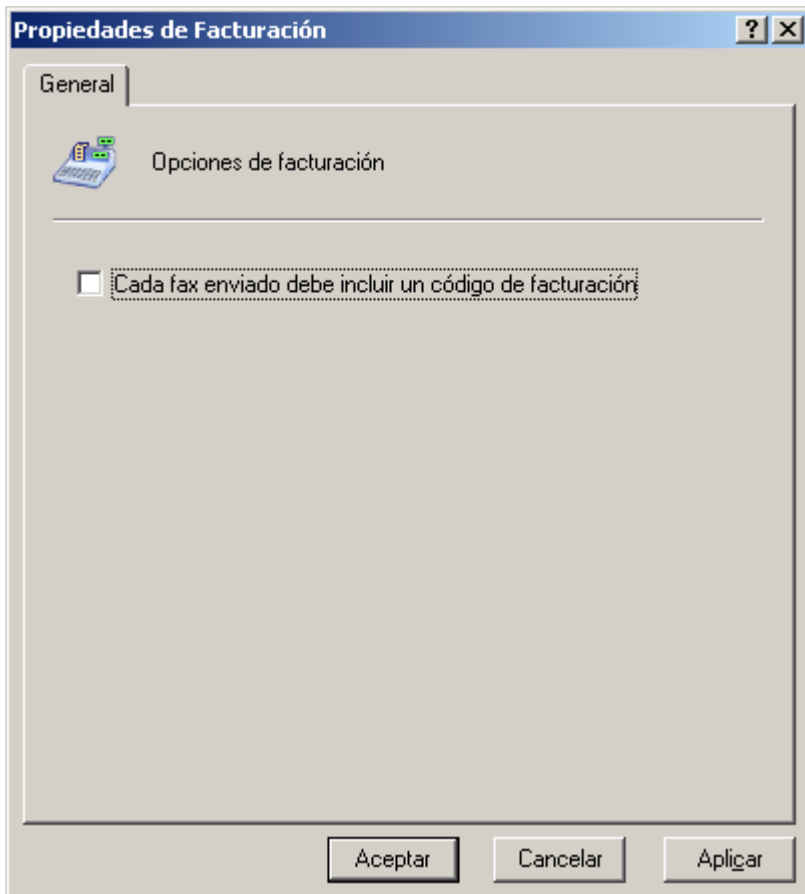 Propiedades de Facturación
General
Opciones de facturación
Cada fax enviado debe incluir un código de facturación
Aceptar Cancelar Aplicar